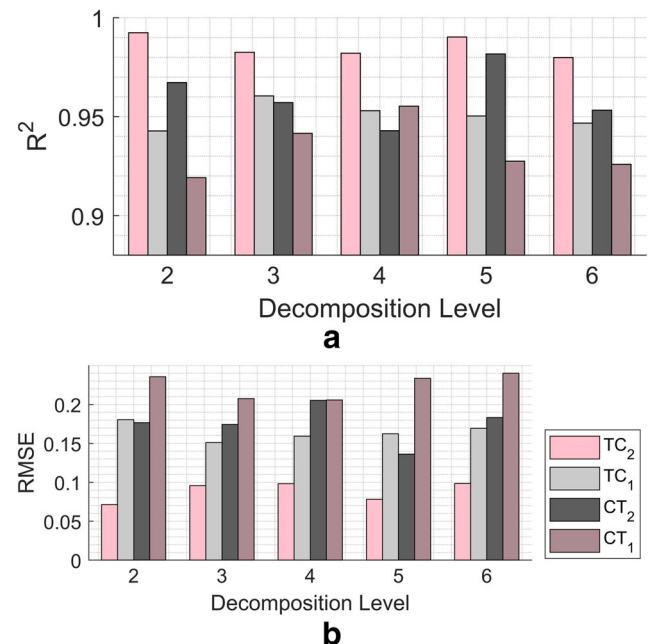 1
0.95
0.9
R²
2 3 4 5 6
Decomposition Level
a
0.2
0.15
0.1
0.05
0
RMSE
2 3 4 5 6
Decomposition Level
b
TC₂
TC₁
CT₂
CT₁